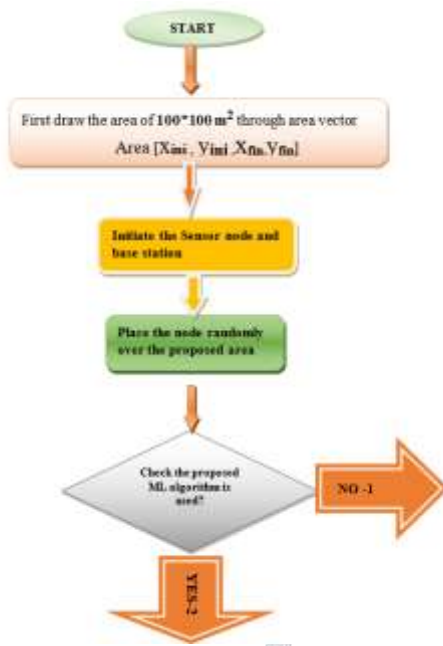 START
First draw the area of 100*100 m² through area vector
Area [Xini , Yini ,Xfin,Yfin]
Initiate the Sensor node and
base station
Place the node randomly
over the proposed area
Check the proposed
ML algorithm is
used?
NO -1
YES-2